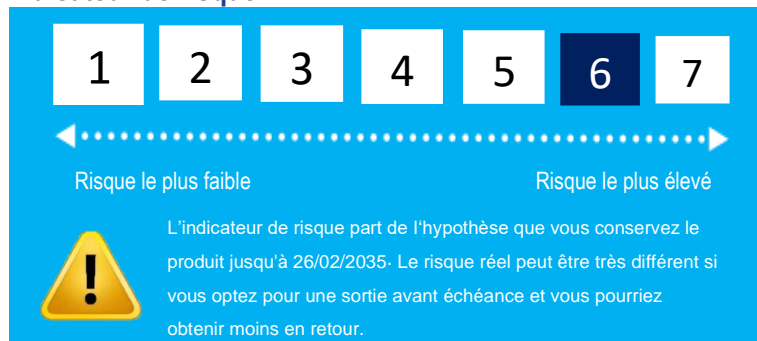 1 2 3 4 5 6 7
Risque le plus faible Risque le plus élevé
L'indicateur de risque part de l'hypothèse que vous conservez le
produit jusqu'à 26/02/2035. Le risque réel peut être très différent si
vous optez pour une sortie avant échéance et vous pourriez
obtenir moins en retour.